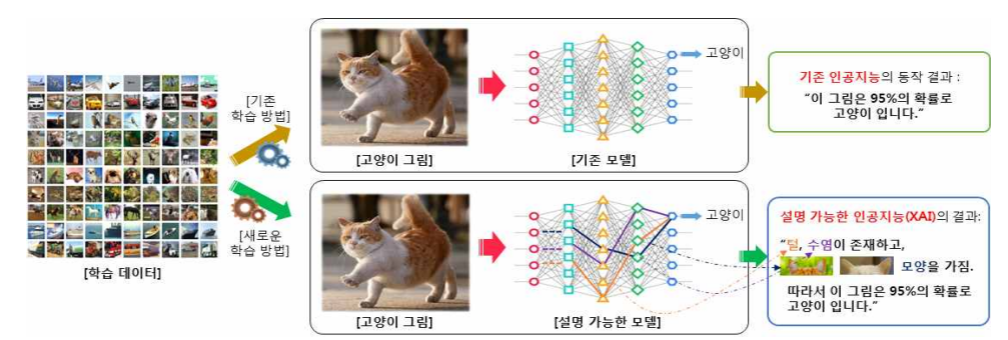 [학습 데이터]
[기존
학습 방법]
[새로운
학습 방법]
[고양이 그림]
[기존 모델]
고양이
기존 인공지능의 동작 결과 :
“이 그림은 95%의 확률로
고양이 입니다.”
[고양이 그림]
[설명 가능한 모델]
고양이
설명 가능한 인공지능(XAI)의 결과:
“털, 수염이 존재하고,
모양을 가짐.
따라서 이 그림은 95%의 확률로
고양이 입니다.”